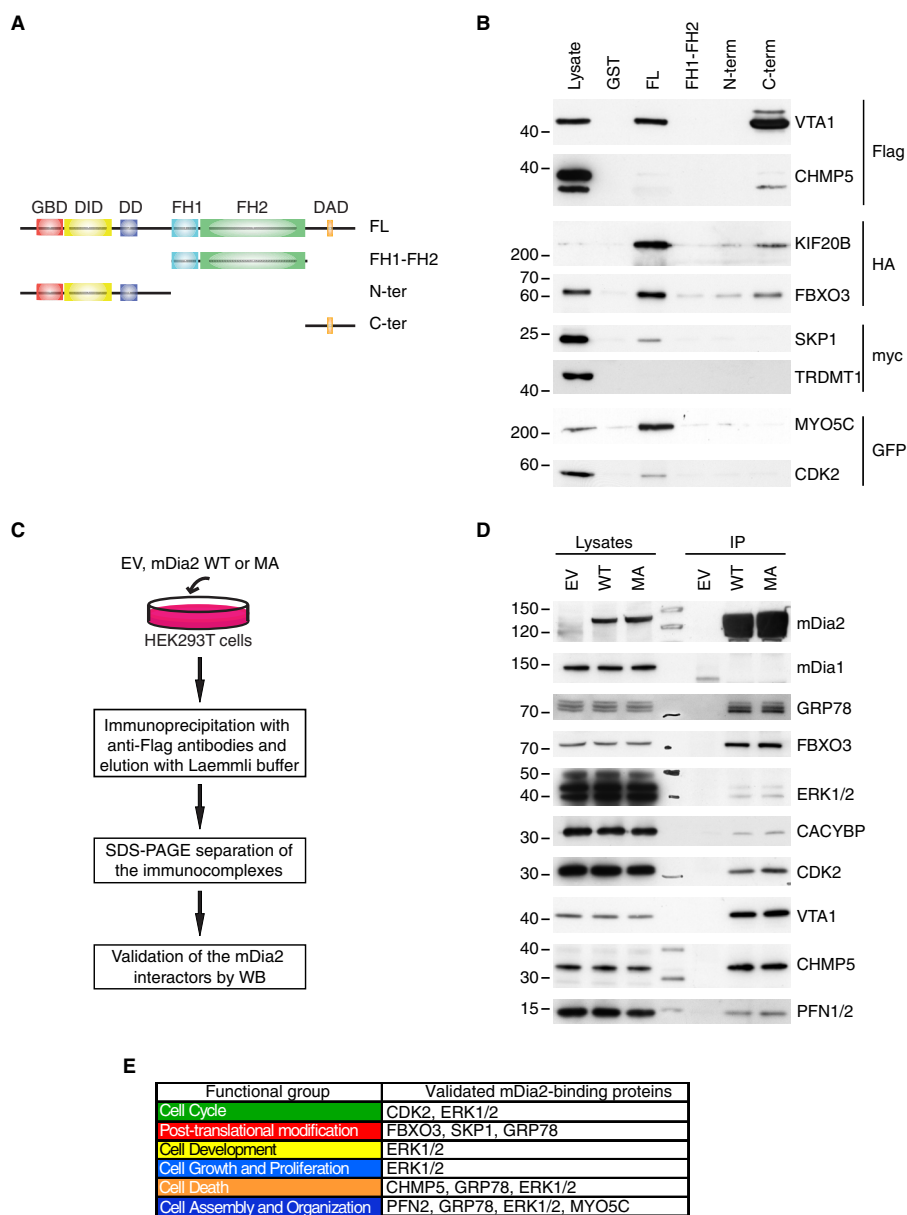 A
GBD DID DD FH1 FH2 DAD
FL
FH1-FH2
N-ter
C-ter
B
Lysate GST FL FH1-FH2 N-term C-term
40 VTA1
40 CHMP5
Flag
200 KIF20B
70
60 FBXO3
HA
25 SKP1
40 TRDMT1
myc
200 MYO5C
60 CDK2
GFP
C
EV, mDia2 WT or MA
HEK293T cells
Immunoprecipitation with
anti-Flag antibodies and
elution with Laemmli buffer
SDS-PAGE separation of
the immunocomplexes
Validation of the mDia2
interactors by WB
D
Lysates IP
EV WT MA EV WT MA
150
120 mDia2
150 mDia1
70 GRP78
70 FBXO3
50
40 ERK1/2
30 CACYBP
30 CDK2
40 VTA1
40
30 CHMP5
15 PFN1/2
E
Functional group Validated mDia2-binding proteins
Cell Cycle CDK2, ERK1/2
Post-translational modification FBXO3, SKP1, GRP78
Cell Development ERK1/2
Cell Growth and Proliferation ERK1/2
Cell Death CHMP5, GRP78, ERK1/2
Cell Assembly and Organization PFN2, GRP78, ERK1/2, MYO5C